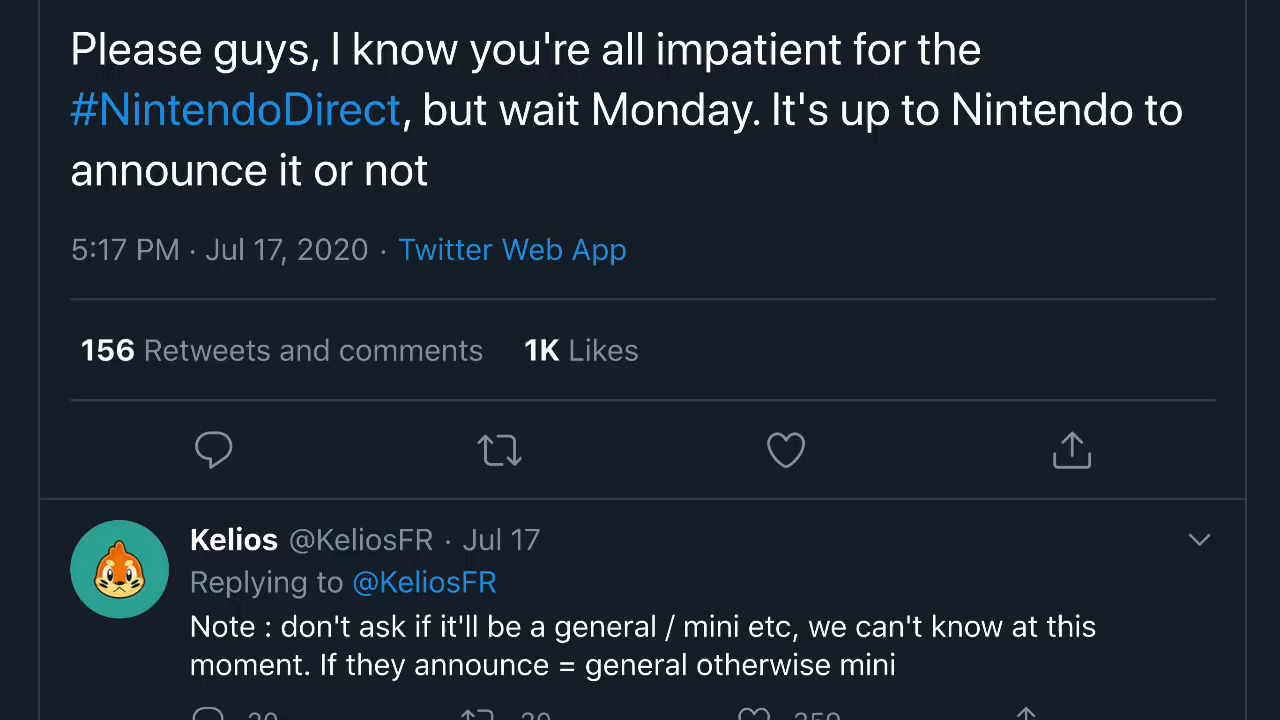 Please guys, I know you're all impatient for the
#NintendoDirect, but wait Monday. It's up to Nintendo to
announce it or not
5:17 PM · Jul 17, 2020 · Twitter Web App
156 Retweets and comments 1K Likes
Kelios @KeliosFR · Jul 17
Replying to @KeliosFR
Note : don't ask if it'll be a general / mini etc, we can't know at this
moment. If they announce = general otherwise mini